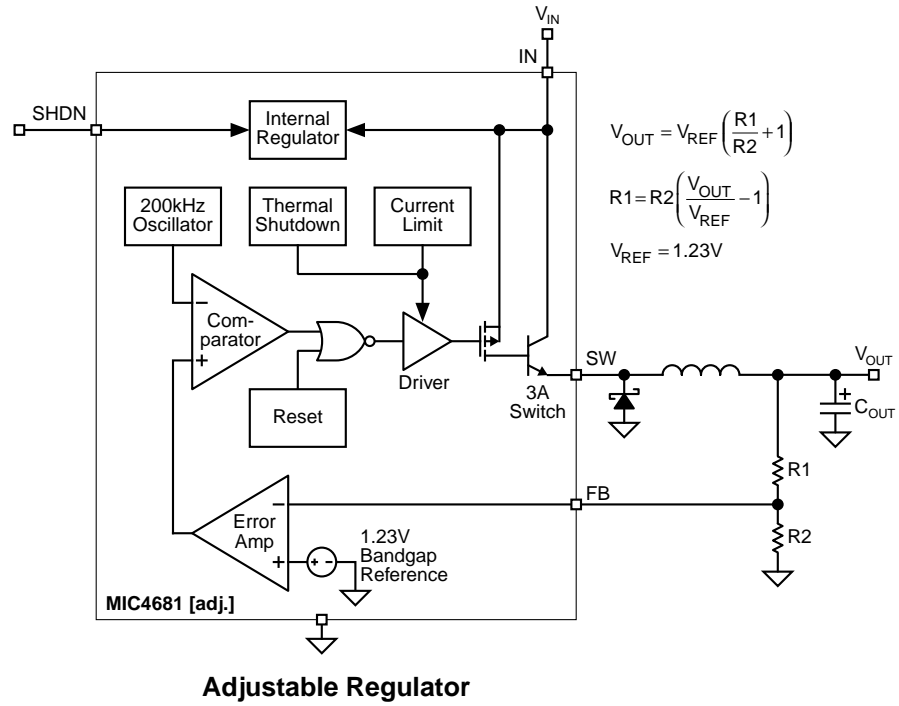 V_IN
IN
SHDN
Internal
Regulator
V_OUT = V_REF (R1/R2 + 1)
R1 = R2 (V_OUT/V_REF − 1)
V_REF = 1.23V
200kHz
Oscillator
Thermal
Shutdown
Current
Limit
Com-
parator
Driver
Reset
SW
3A
Switch
V_OUT
C_OUT
R1
FB
R2
Error
Amp
1.23V
Bandgap
Reference
MIC4681 [adj.]
Adjustable Regulator